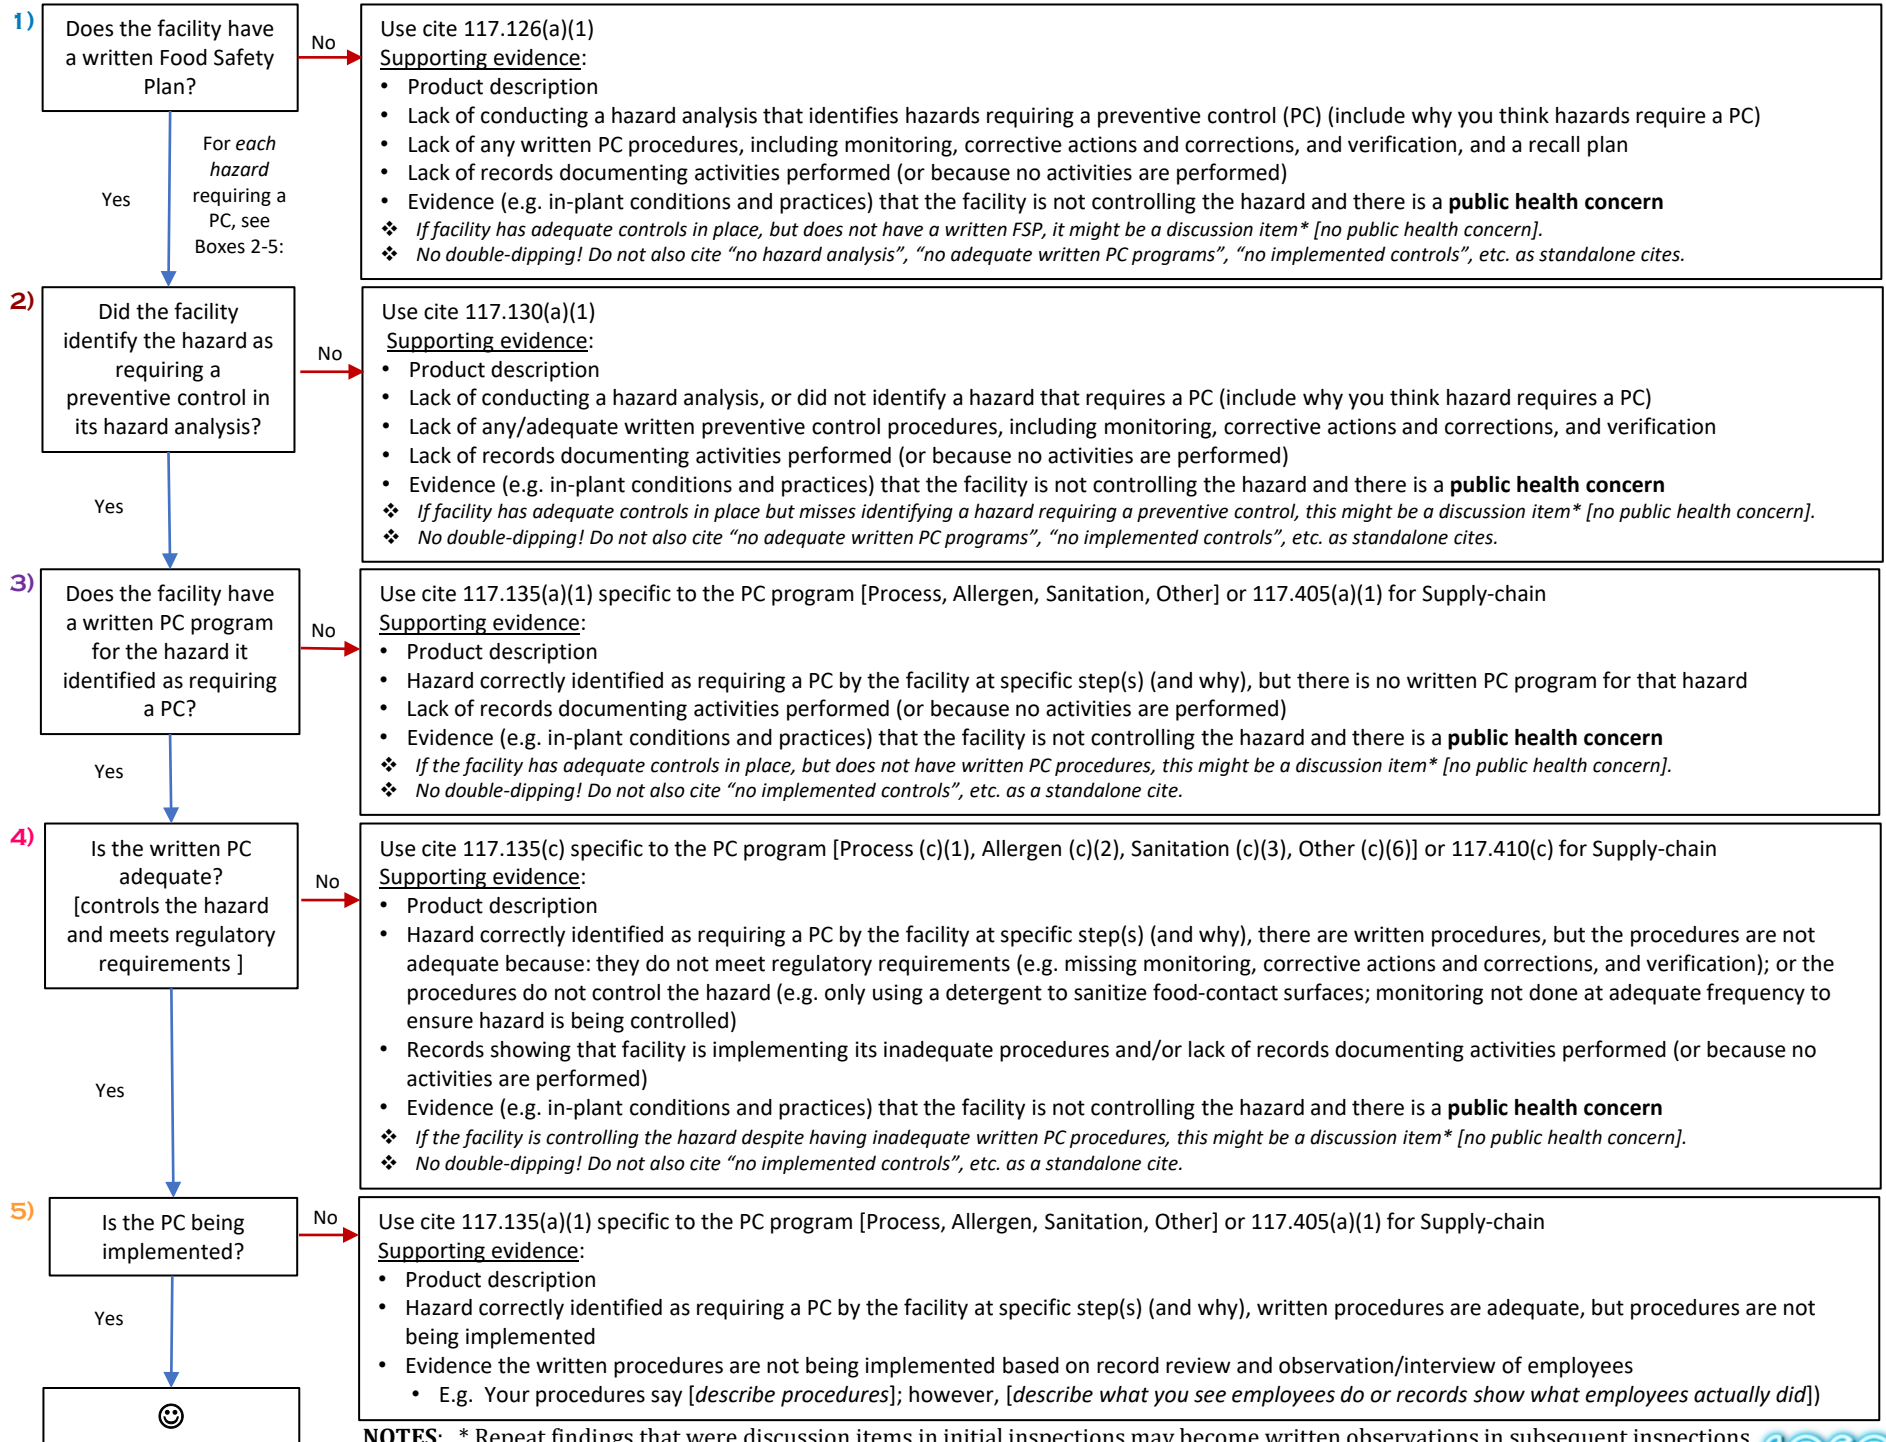 1)
Does the facility have
a written Food Safety
Plan?
No
Use cite 117.126(a)(1)
Supporting evidence:
• Product description
• Lack of conducting a hazard analysis that identifies hazards requiring a preventive control (PC) (include why you think hazards require a PC)
• Lack of any written PC procedures, including monitoring, corrective actions and corrections, and verification, and a recall plan
• Lack of records documenting activities performed (or because no activities are performed)
• Evidence (e.g. in-plant conditions and practices) that the facility is not controlling the hazard and there is a public health concern
❖ If facility has adequate controls in place, but does not have a written FSP, it might be a discussion item* [no public health concern].
❖ No double-dipping! Do not also cite “no hazard analysis”, “no adequate written PC programs”, “no implemented controls”, etc. as standalone cites.
Yes
For each
hazard
requiring a
PC, see
Boxes 2-5:
2)
Did the facility
identify the hazard as
requiring a
preventive control in
its hazard analysis?
No
Use cite 117.130(a)(1)
Supporting evidence:
• Product description
• Lack of conducting a hazard analysis, or did not identify a hazard that requires a PC (include why you think hazard requires a PC)
• Lack of any/adequate written preventive control procedures, including monitoring, corrective actions and corrections, and verification
• Lack of records documenting activities performed (or because no activities are performed)
• Evidence (e.g. in-plant conditions and practices) that the facility is not controlling the hazard and there is a public health concern
❖ If facility has adequate controls in place but misses identifying a hazard requiring a preventive control, this might be a discussion item* [no public health concern].
❖ No double-dipping! Do not also cite “no adequate written PC programs”, “no implemented controls”, etc. as standalone cites.
Yes
3)
Does the facility have
a written PC program
for the hazard it
identified as requiring
a PC?
No
Use cite 117.135(a)(1) specific to the PC program [Process, Allergen, Sanitation, Other] or 117.405(a)(1) for Supply-chain
Supporting evidence:
• Product description
• Hazard correctly identified as requiring a PC by the facility at specific step(s) (and why), but there is no written PC program for that hazard
• Lack of records documenting activities performed (or because no activities are performed)
• Evidence (e.g. in-plant conditions and practices) that the facility is not controlling the hazard and there is a public health concern
❖ If the facility has adequate controls in place, but does not have written PC procedures, this might be a discussion item* [no public health concern].
❖ No double-dipping! Do not also cite “no implemented controls”, etc. as a standalone cite.
Yes
4)
Is the written PC
adequate?
[controls the hazard
and meets regulatory
requirements ]
No
Use cite 117.135(c) specific to the PC program [Process (c)(1), Allergen (c)(2), Sanitation (c)(3), Other (c)(6)] or 117.410(c) for Supply-chain
Supporting evidence:
• Product description
• Hazard correctly identified as requiring a PC by the facility at specific step(s) (and why), there are written procedures, but the procedures are not
adequate because: they do not meet regulatory requirements (e.g. missing monitoring, corrective actions and corrections, and verification); or the
procedures do not control the hazard (e.g. only using a detergent to sanitize food-contact surfaces; monitoring not done at adequate frequency to
ensure hazard is being controlled)
• Records showing that facility is implementing its inadequate procedures and/or lack of records documenting activities performed (or because no
activities are performed)
• Evidence (e.g. in-plant conditions and practices) that the facility is not controlling the hazard and there is a public health concern
❖ If the facility is controlling the hazard despite having inadequate written PC procedures, this might be a discussion item* [no public health concern].
❖ No double-dipping! Do not also cite “no implemented controls”, etc. as a standalone cite.
Yes
5)
Is the PC being
implemented?
No
Use cite 117.135(a)(1) specific to the PC program [Process, Allergen, Sanitation, Other] or 117.405(a)(1) for Supply-chain
Supporting evidence:
• Product description
• Hazard correctly identified as requiring a PC by the facility at specific step(s) (and why), written procedures are adequate, but procedures are not
being implemented
• Evidence the written procedures are not being implemented based on record review and observation/interview of employees
• E.g. Your procedures say [describe procedures]; however, [describe what you see employees do or records show what employees actually did])
Yes
☺
NOTES: * Repeat findings that were discussion items in initial inspections may become written observations in subsequent inspections